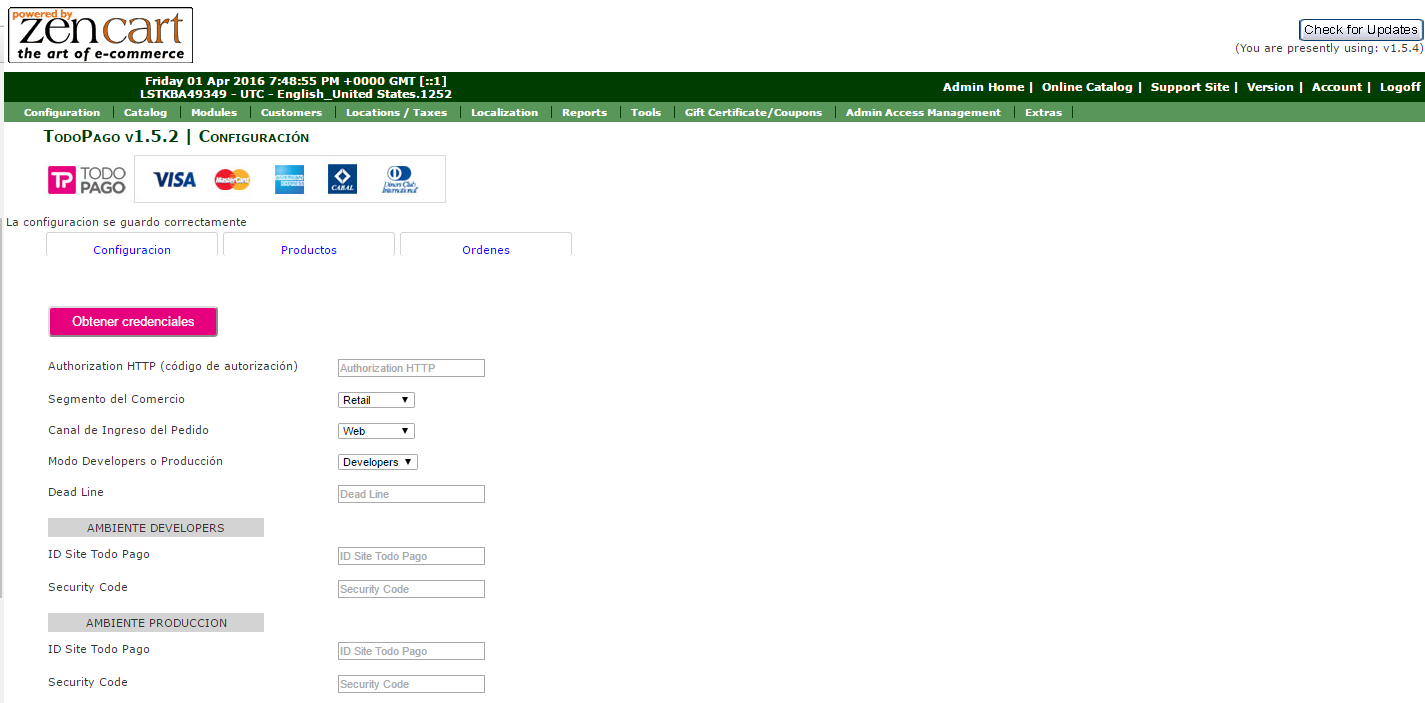 powered by
zen cart
the art of e-commerce
Check for Updates
(You are presently using: v1.5.4)
Friday 01 Apr 2016 7:48:55 PM +0000 GMT [::1]
LSTKBA49349 - UTC - English_United States.1252
Admin Home | Online Catalog | Support Site | Version | Account | Logoff
Configuration | Catalog | Modules | Customers | Locations / Taxes | Localization | Reports | Tools | Gift Certificate/Coupons | Admin Access Management | Extras |
TodoPago v1.5.2 | Configuración
TP TODO PAGO VISA MasterCard AMERICAN EXPRESS CABAL Diners Club International
La configuracion se guardo correctamente
Configuracion Productos Ordenes
Obtener credenciales
Authorization HTTP (código de autorización) Authorization HTTP
Segmento del Comercio Retail
Canal de Ingreso del Pedido Web
Modo Developers o Producción Developers
Dead Line Dead Line
AMBIENTE DEVELOPERS
ID Site Todo Pago ID Site Todo Pago
Security Code Security Code
AMBIENTE PRODUCCION
ID Site Todo Pago ID Site Todo Pago
Security Code Security Code